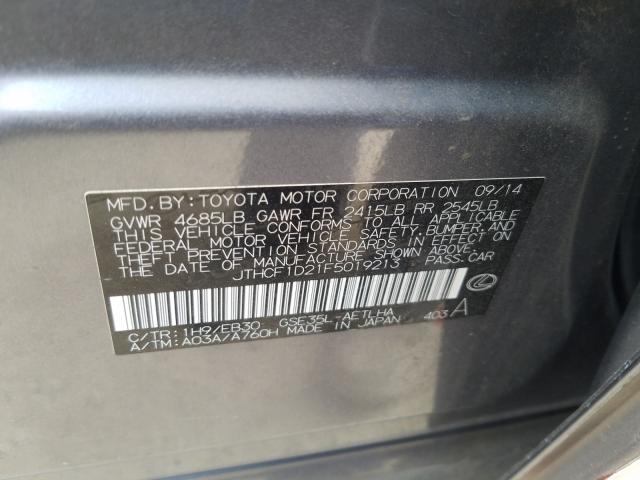 MFD. BY: TOYOTA MOTOR CORPORATION 09/14
GVWR 4685LB GAWR FR 2415LB RR 2545LB
THIS VEHICLE CONFORMS TO ALL APPLICABLE
FEDERAL MOTOR VEHICLE SAFETY, BUMPER, AND
THEFT PREVENTION STANDARDS IN EFFECT ON
THE DATE OF MANUFACTURE SHOWN ABOVE.
JTHCF1D21F5019213 PASS. CAR
C/TR: 1H9/EB30 GSE35L-AETLHA 403 A
A/TM: A03A/A760H MADE IN JAPAN